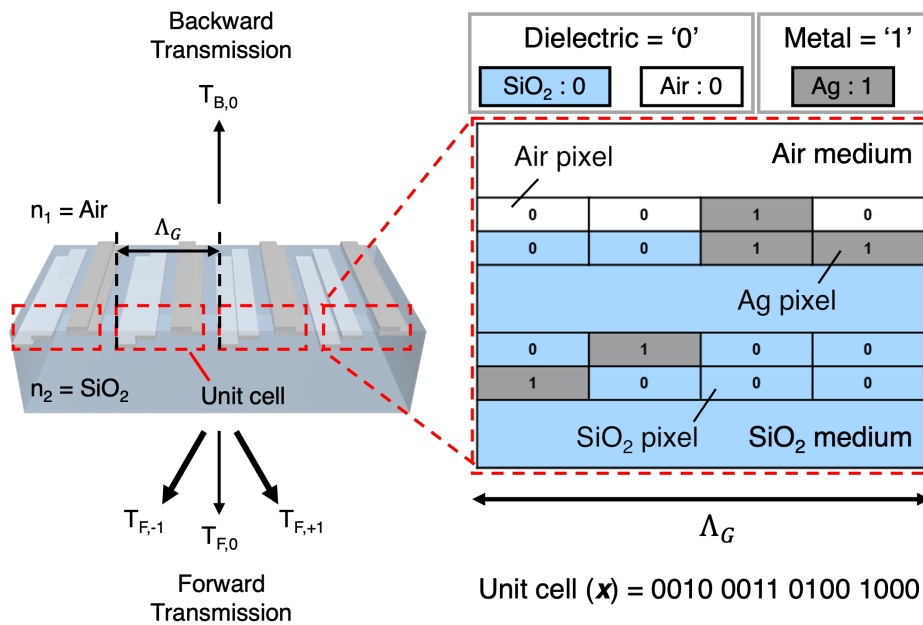 Backward
Transmission
T_B,0
n₁ = Air
Λ_G
n₂ = SiO₂
Unit cell
T_F,-1
T_F,0
T_F,+1
Forward
Transmission
Dielectric = ‘0’
SiO₂ : 0
Air : 0
Metal = ‘1’
Ag : 1
Air pixel
Air medium
0 0 1 0
0 0 1 1
Ag pixel
0 1 0 0
1 0 0 0
SiO₂ pixel
SiO₂ medium
Λ_G
Unit cell (x) = 0010 0011 0100 1000